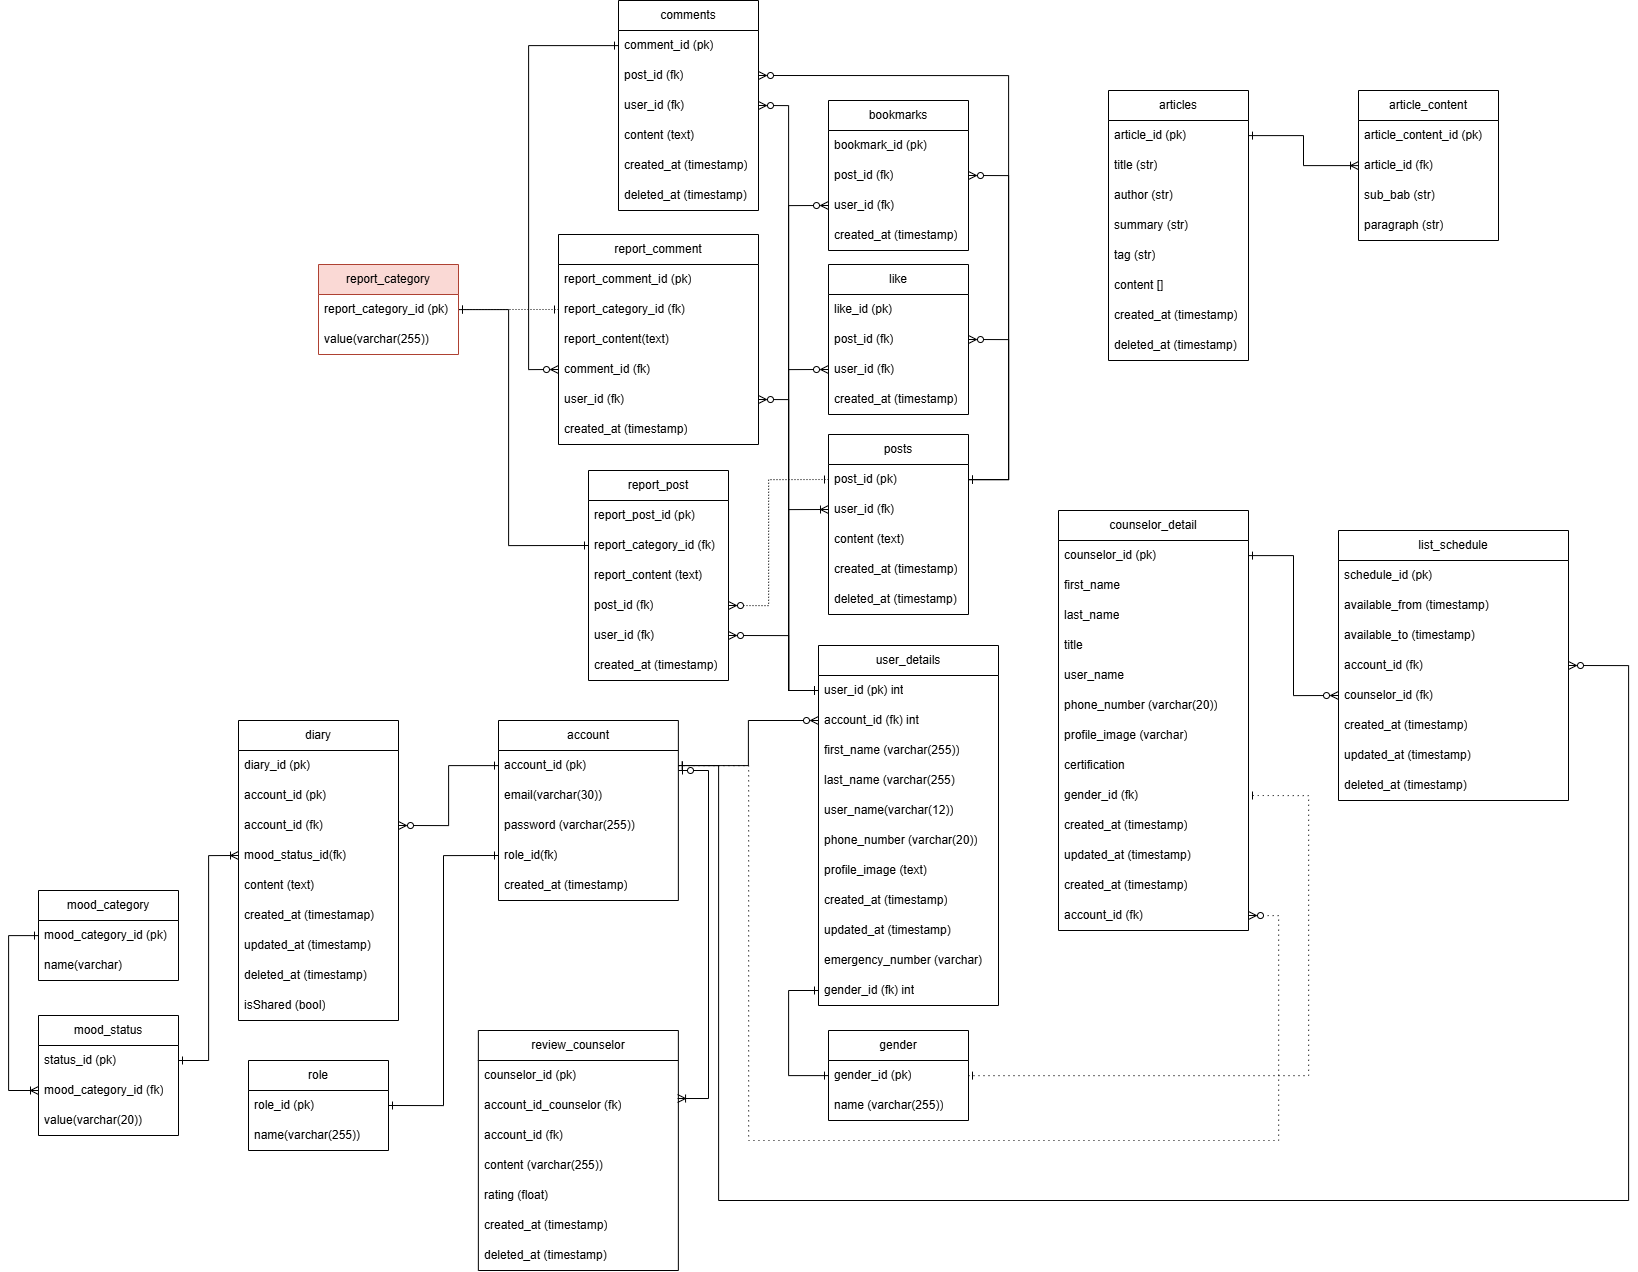 comments
comment_id (pk)
post_id (fk)
user_id (fk)
content (text)
created_at (timestamp)
deleted_at (timestamp)
bookmarks
bookmark_id (pk)
post_id (fk)
user_id (fk)
created_at (timestamp)
articles
article_id (pk)
title (str)
author (str)
summary (str)
tag (str)
content []
created_at (timestamp)
deleted_at (timestamp)
article_content
article_content_id (pk)
article_id (fk)
sub_bab (str)
paragraph (str)
report_category
report_category_id (pk)
value(varchar(255))
report_comment
report_comment_id (pk)
report_category_id (fk)
report_content(text)
comment_id (fk)
user_id (fk)
created_at (timestamp)
like
like_id (pk)
post_id (fk)
user_id (fk)
created_at (timestamp)
report_post
report_post_id (pk)
report_category_id (fk)
report_content (text)
post_id (fk)
user_id (fk)
created_at (timestamp)
posts
post_id (pk)
user_id (fk)
content (text)
created_at (timestamp)
deleted_at (timestamp)
counselor_detail
counselor_id (pk)
first_name
last_name
title
user_name
phone_number (varchar(20))
profile_image (varchar)
certification
gender_id (fk)
created_at (timestamp)
updated_at (timestamp)
created_at (timestamp)
account_id (fk)
list_schedule
schedule_id (pk)
available_from (timestamp)
available_to (timestamp)
account_id (fk)
counselor_id (fk)
created_at (timestamp)
updated_at (timestamp)
deleted_at (timestamp)
user_details
user_id (pk) int
account_id (fk) int
first_name (varchar(255))
last_name (varchar(255)
user_name(varchar(12))
phone_number (varchar(20))
profile_image (text)
created_at (timestamp)
updated_at (timestamp)
emergency_number (varchar)
gender_id (fk) int
diary
diary_id (pk)
account_id (pk)
account_id (fk)
mood_status_id(fk)
content (text)
created_at (timestamap)
updated_at (timestamp)
deleted_at (timestamp)
isShared (bool)
account
account_id (pk)
email(varchar(30))
password (varchar(255))
role_id(fk)
created_at (timestamp)
mood_category
mood_category_id (pk)
name(varchar)
mood_status
status_id (pk)
mood_category_id (fk)
value(varchar(20))
role
role_id (pk)
name(varchar(255))
review_counselor
counselor_id (pk)
account_id_counselor (fk)
account_id (fk)
content (varchar(255))
rating (float)
created_at (timestamp)
deleted_at (timestamp)
gender
gender_id (pk)
name (varchar(255))